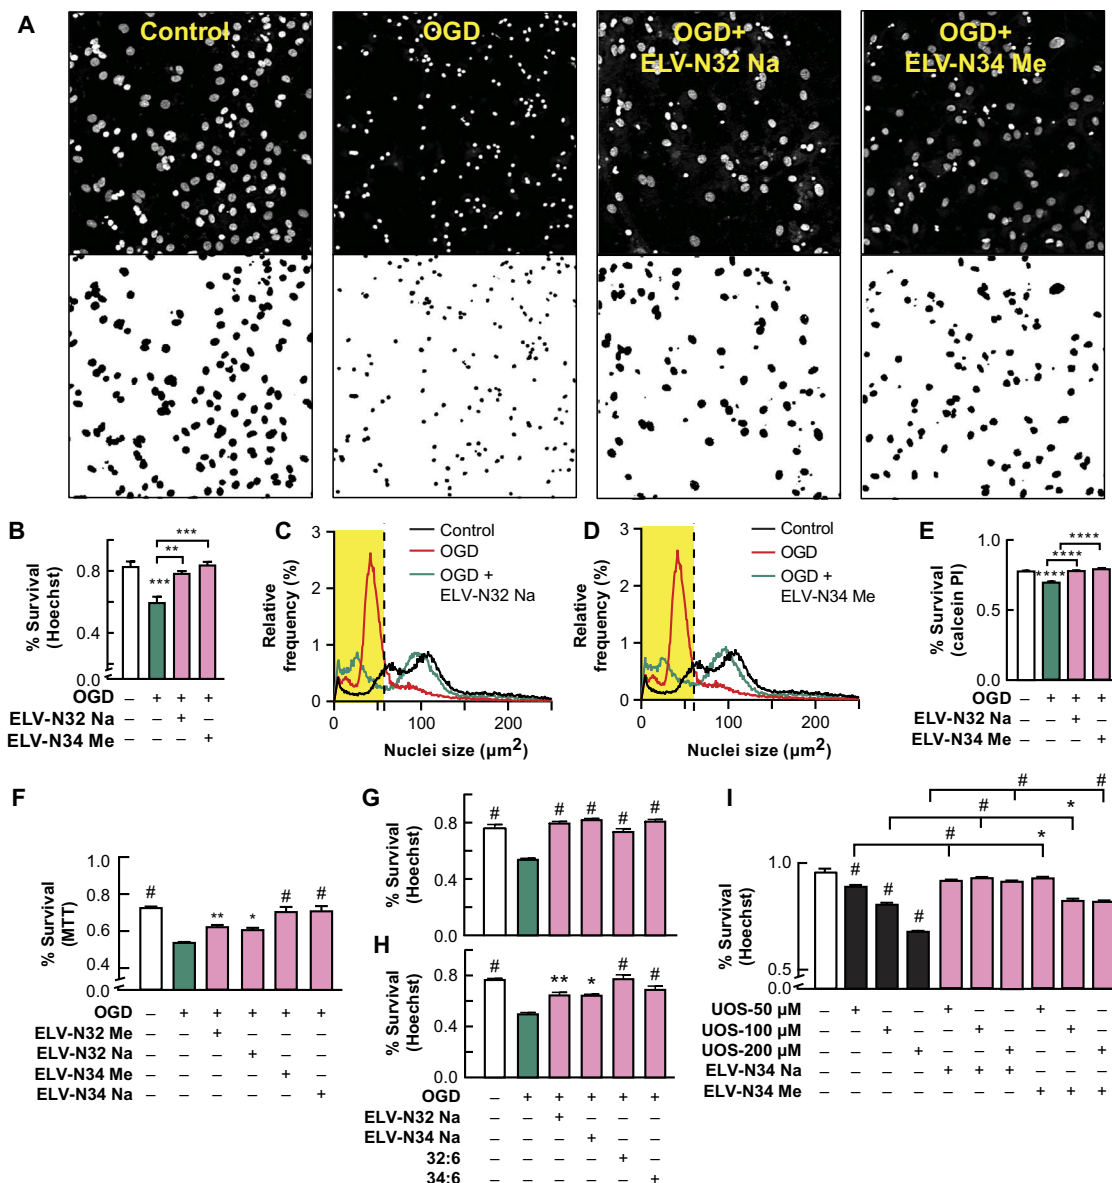 A
Control
OGD
OGD+
ELV-N32 Na
OGD+
ELV-N34 Me
B
% Survival
(Hoechst)
0.8
0.4
0.0
***
**
***
OGD – + + +
ELV-N32 Na – – + –
ELV-N34 Me – – – +
C
Relative
frequency (%)
3
2
1
0
0 100 200
Nuclei size (µm²)
Control
OGD
OGD +
ELV-N32 Na
D
Relative
frequency (%)
3
2
1
0
0 100 200
Nuclei size (µm²)
Control
OGD
OGD +
ELV-N34 Me
E
% Survival
(calcein PI)
1.0
0.5
0.0
****
****
****
OGD – + + +
ELV-N32 Na – – + –
ELV-N34 Me – – – +
F
% Survival
(MTT)
1.0
0.8
0.6
0.4
0.0
# ** * # #
OGD – + + + + +
ELV-N32 Me – – + – – –
ELV-N32 Na – – – + – –
ELV-N34 Me – – – – + –
ELV-N34 Na – – – – – +
G
% Survival
(Hoechst)
0.8
0.4
0.0
# # # # #
H
% Survival
(Hoechst)
0.8
0.4
0.0
# ** * # #
OGD – + + + + +
ELV-N32 Na – – + – – –
ELV-N34 Na – – – + – –
32:6 – – – – + –
34:6 – – – – – +
I
% Survival
(Hoechst)
1.0
0.5
0.0
# #
# *
# *
# # #
UOS-50 µM – + – – + – – + – –
UOS-100 µM – – + – – + – – + –
UOS-200 µM – – – + – – + – – +
ELV-N34 Na – – – – + + + – – –
ELV-N34 Me – – – – – – – + + +